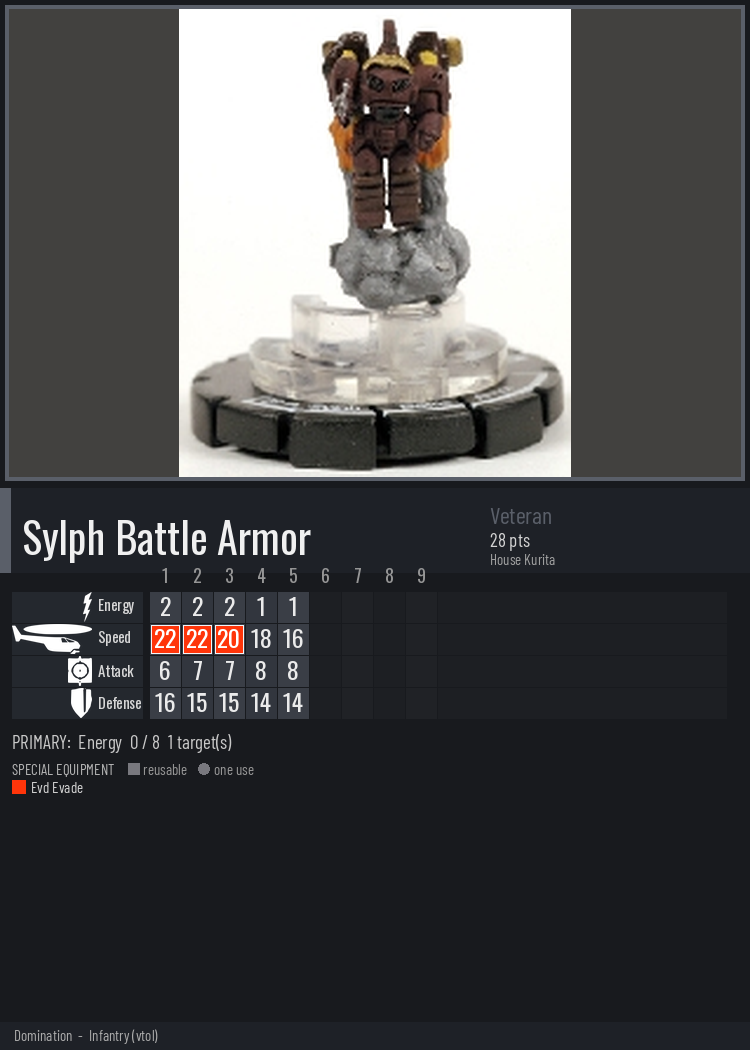 Sylph Battle Armor
Veteran
28 pts
House Kurita
1 2 3 4 5 6 7 8 9
Energy 2 2 2 1 1
Speed 22 22 20 18 16
Attack 6 7 7 8 8
Defense 16 15 15 14 14
PRIMARY: Energy 0 / 8 1 target(s)
SPECIAL EQUIPMENT reusable one use
Evd Evade
Domination - Infantry (vtol)